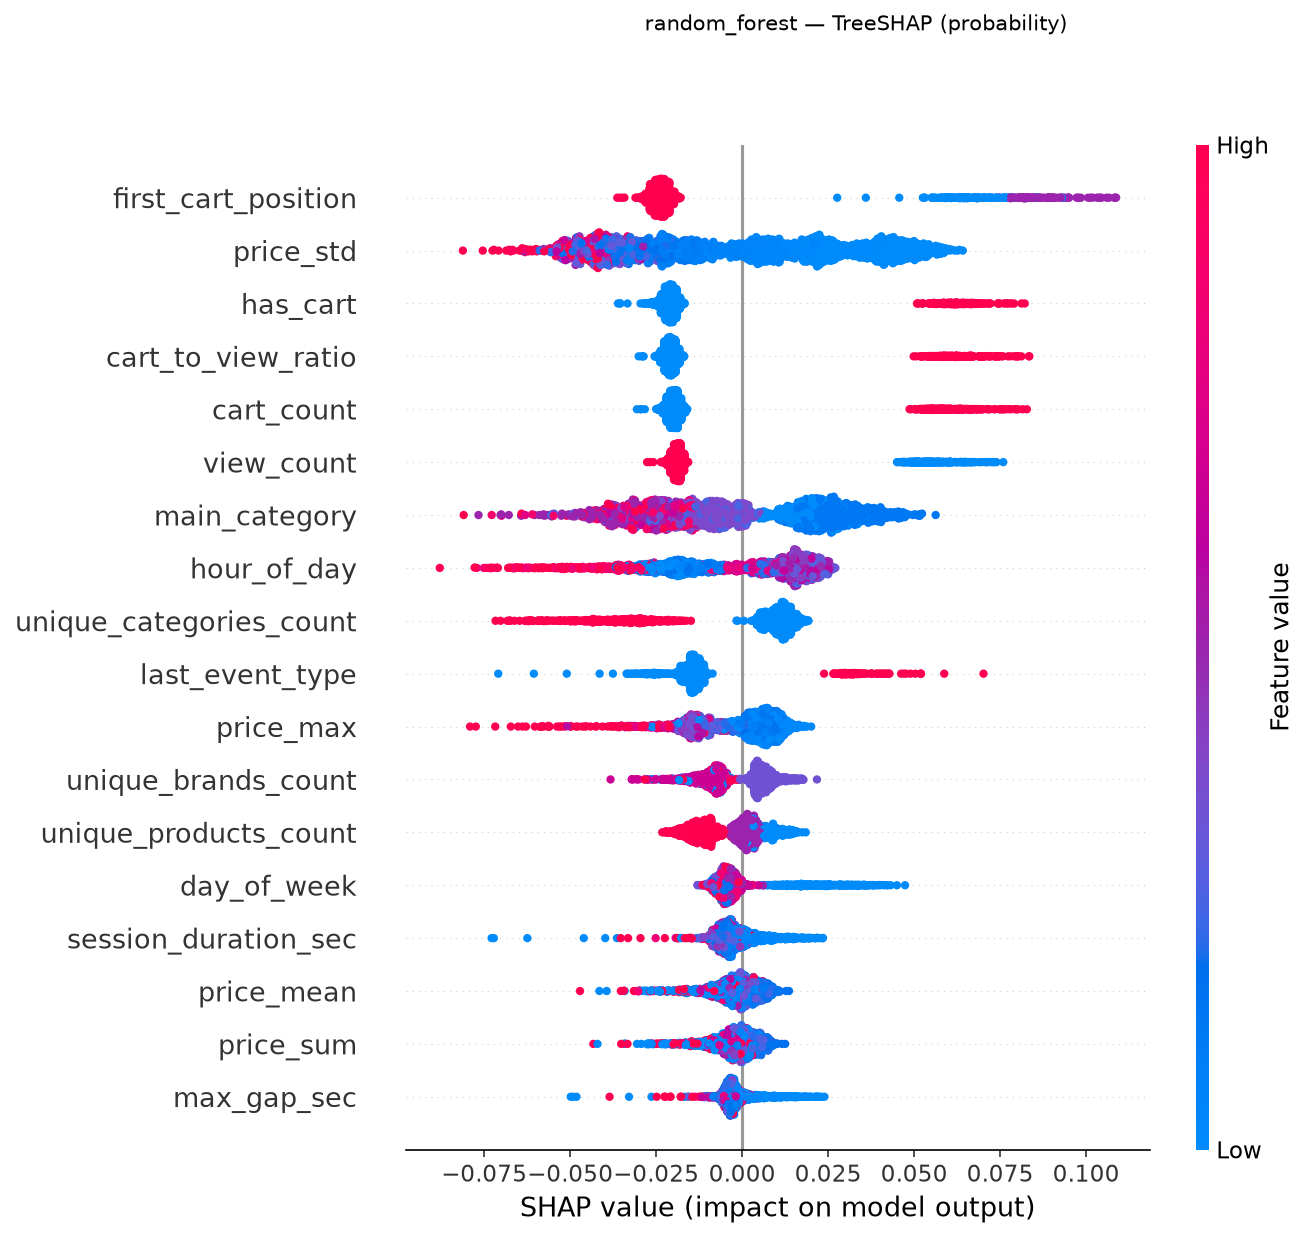 random_forest — TreeSHAP (probability)
High
first_cart_position
price_std
has_cart
cart_to_view_ratio
cart_count
view_count
main_category
hour_of_day
unique_categories_count
last_event_type
price_max
unique_brands_count
unique_products_count
day_of_week
session_duration_sec
price_mean
price_sum
max_gap_sec
Feature value
Low
−0.075 −0.050 −0.025 0.000 0.025 0.050 0.075 0.100
SHAP value (impact on model output)